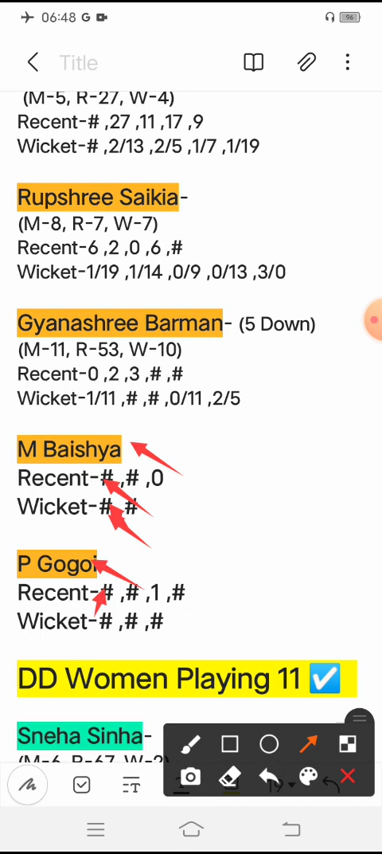 06:48 G
96
Title
(M-5, R-27, W-4)
Recent-# ,27 ,11 ,17 ,9
Wicket-# ,2/13 ,2/5 ,1/7 ,1/19
Rupshree Saikia-
(M-8, R-7, W-7)
Recent-6 ,2 ,0 ,6 ,#
Wicket-1/19 ,1/14 ,0/9 ,0/13 ,3/0
Gyanashree Barman- (5 Down)
(M-11, R-53, W-10)
Recent-0 ,2 ,3 ,# ,#
Wicket-1/11 ,# ,# ,0/11 ,2/5
M Baishya
Recent-# ,# ,0
Wicket-# ,#
P Gogoi
Recent-# ,# ,1 ,#
Wicket-# ,# ,#
DD Women Playing 11 ✅
Sneha Sinha-
(M-6, R-67, W-2)